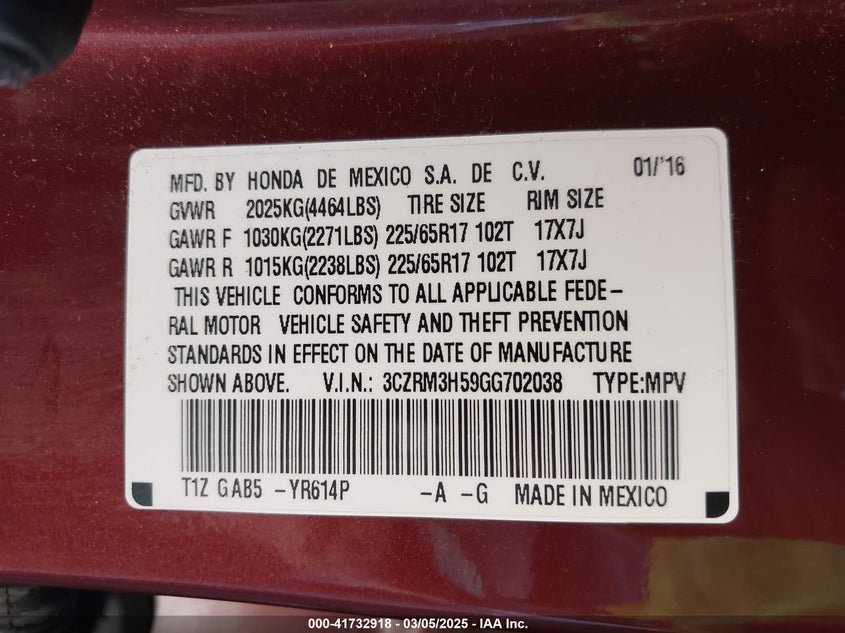 MFD. BY HONDA DE MEXICO S.A. DE C.V. 01/'16
GVWR 2025KG(4464LBS) TIRE SIZE RIM SIZE
GAWR F 1030KG(2271LBS) 225/65R17 102T 17X7J
GAWR R 1015KG(2238LBS) 225/65R17 102T 17X7J
THIS VEHICLE CONFORMS TO ALL APPLICABLE FEDE-
RAL MOTOR VEHICLE SAFETY AND THEFT PREVENTION
STANDARDS IN EFFECT ON THE DATE OF MANUFACTURE
SHOWN ABOVE. V.I.N.: 3CZRM3H59GG702038 TYPE:MPV
T1Z GAB5 -YR614P -A -G MADE IN MEXICO
000-41732918 - 03/05/2025 - IAA Inc.